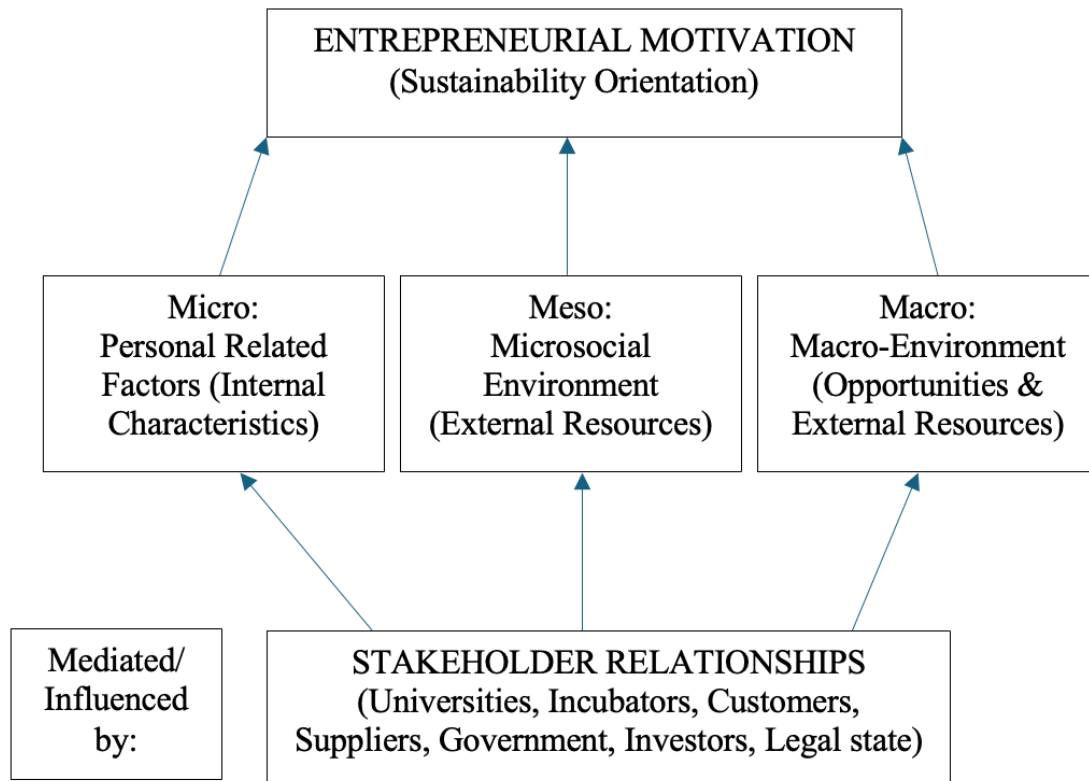 ENTREPRENEURIAL MOTIVATION
(Sustainability Orientation)
Micro:
Personal Related
Factors (Internal
Characteristics)
Meso:
Microsocial
Environment
(External Resources)
Macro:
Macro-Environment
(Opportunities &
External Resources)
Mediated/
Influenced
by:
STAKEHOLDER RELATIONSHIPS
(Universities, Incubators, Customers,
Suppliers, Government, Investors, Legal state)